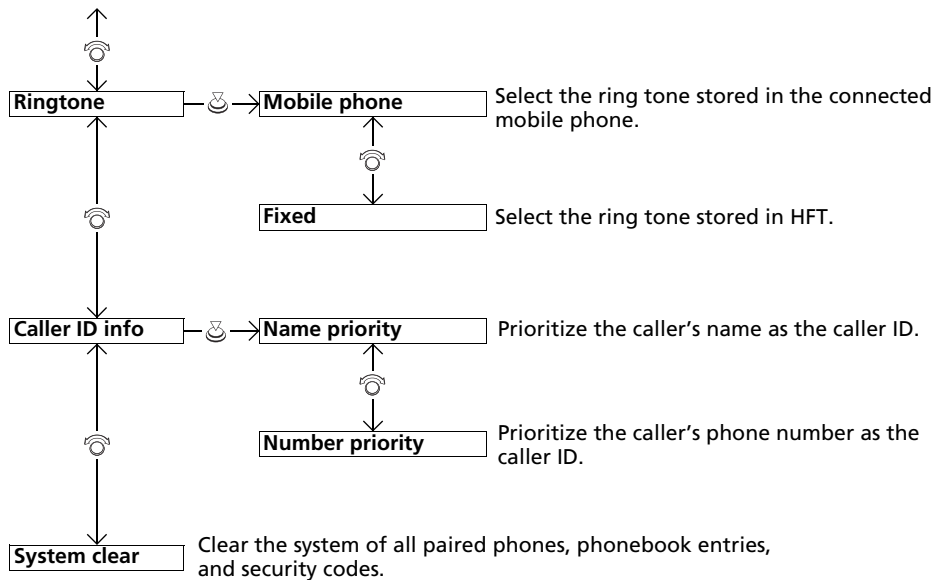 Ringtone
Mobile phone
Select the ring tone stored in the connected
mobile phone.
Fixed
Select the ring tone stored in HFT.
Caller ID info
Name priority
Prioritize the caller’s name as the caller ID.
Number priority
Prioritize the caller’s phone number as the
caller ID.
System clear
Clear the system of all paired phones, phonebook entries,
and security codes.